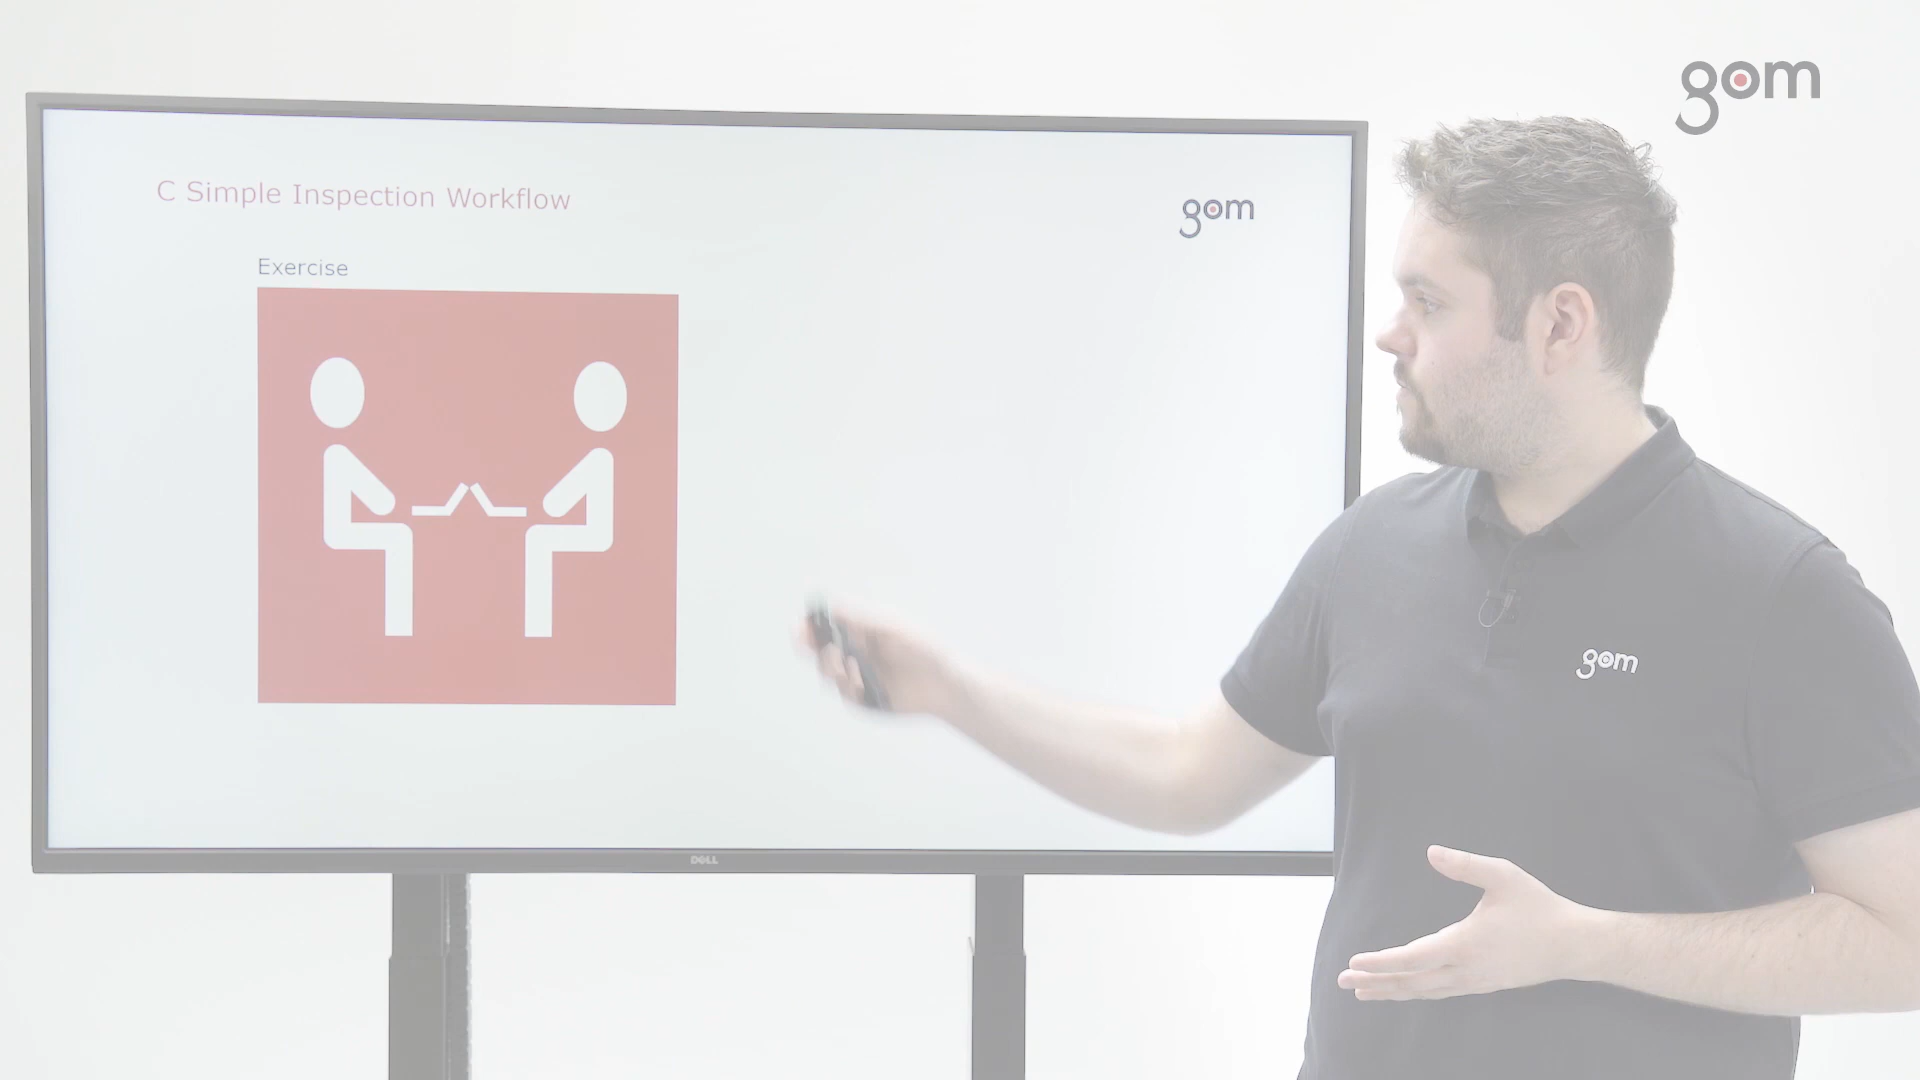 gom
C Simple Inspection Workflow
gom
Exercise
gom
DELL